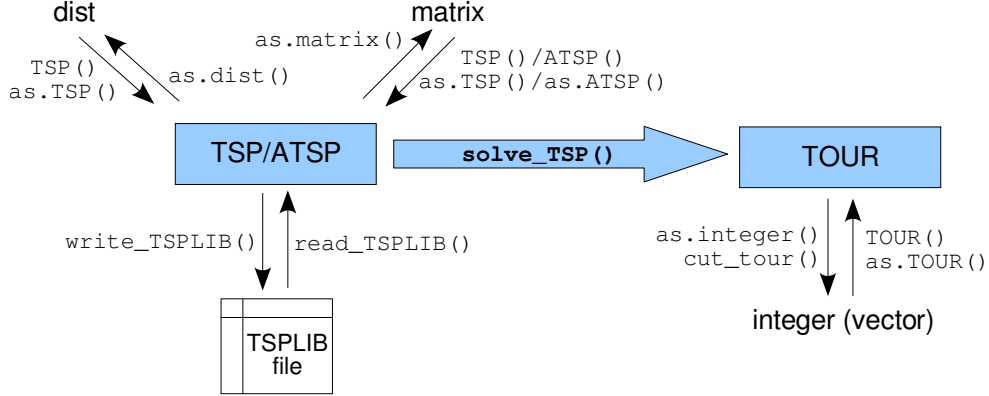 dist
matrix
as.matrix()
TSP()
as.TSP()
as.dist()
TSP()/ATSP()
as.TSP()/as.ATSP()
TSP/ATSP
solve_TSP()
TOUR
write_TSPLIB()
read_TSPLIB()
as.integer()
cut_tour()
TOUR()
as.TOUR()
TSPLIB
file
integer (vector)